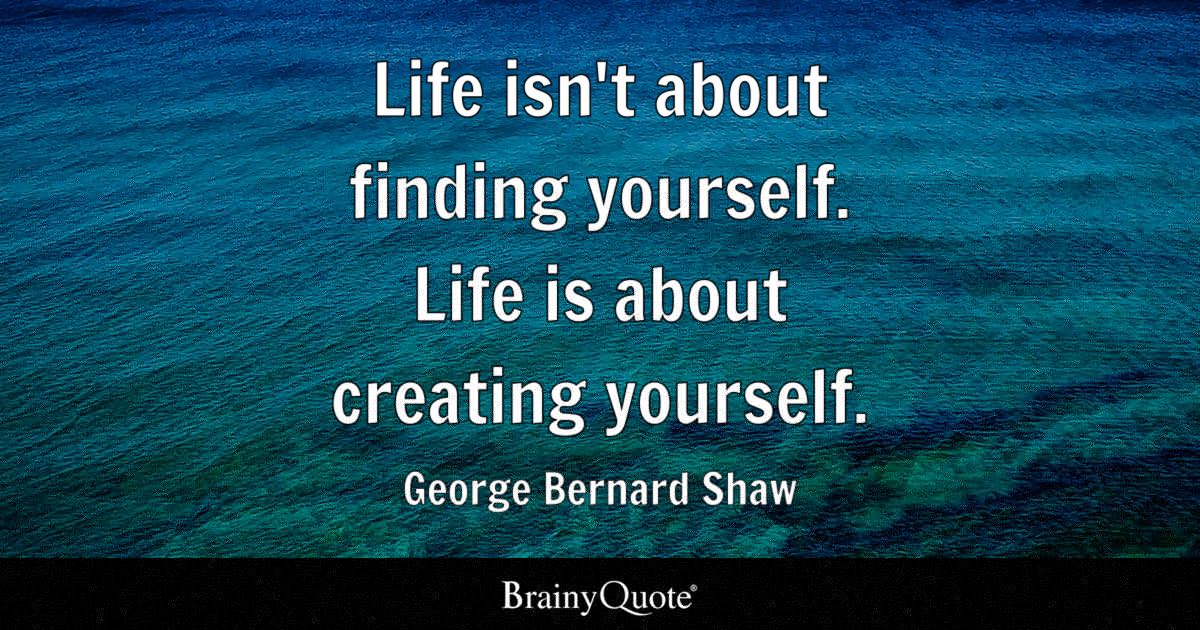 Life isn't about
finding yourself.
Life is about
creating yourself.
George Bernard Shaw
BrainyQuote®